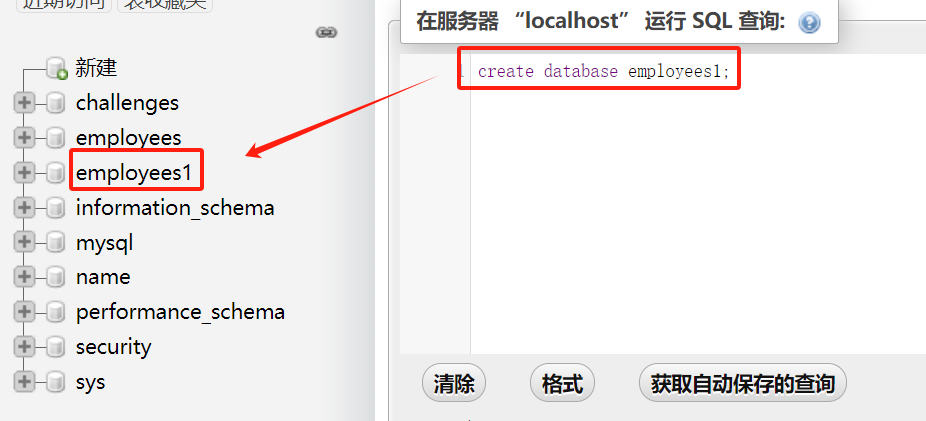 近期访问 表收藏夹
新建
challenges
employees
employees1
information_schema
mysql
name
performance_schema
security
sys
在服务器 “localhost” 运行 SQL 查询:
1 create database employees1;
清除 格式 获取自动保存的查询